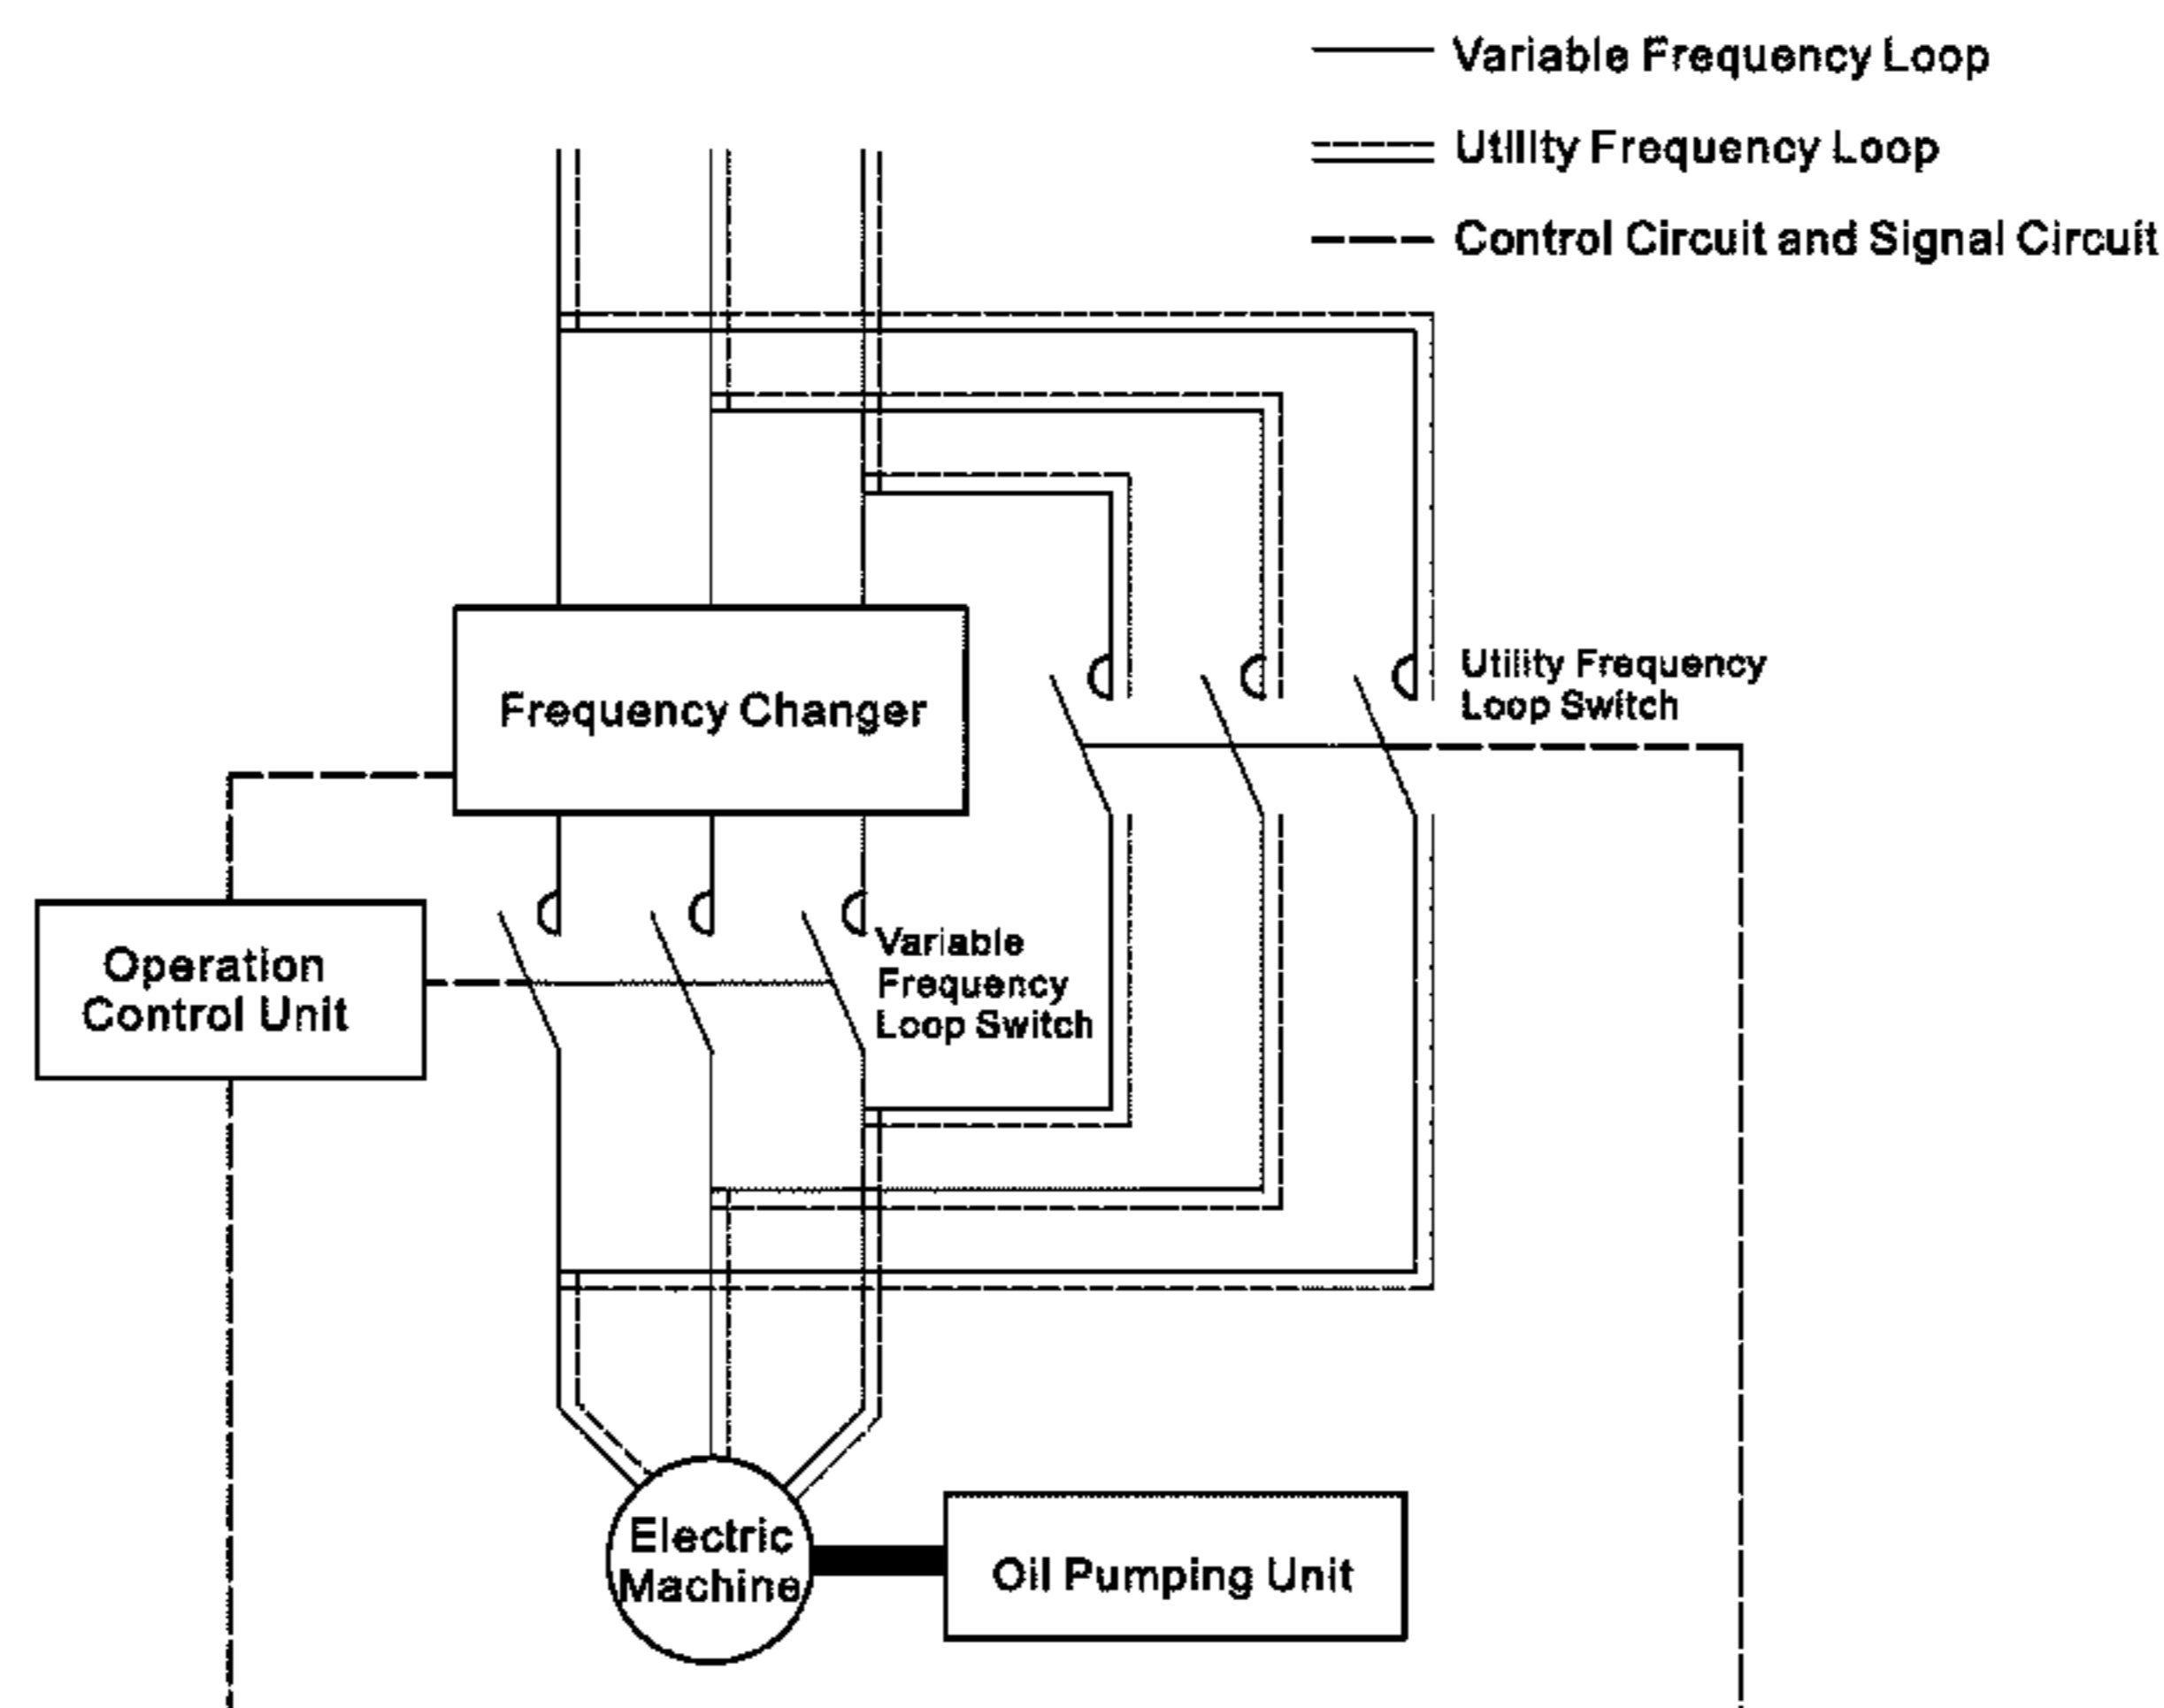 Variable Frequency Loop
Utility Frequency Loop
Control Circuit and Signal Circuit
Frequency Changer
Utility Frequency
Loop Switch
Operation
Control Unit
Variable
Frequency
Loop Switch
Electric
Machine
Oil Pumping Unit